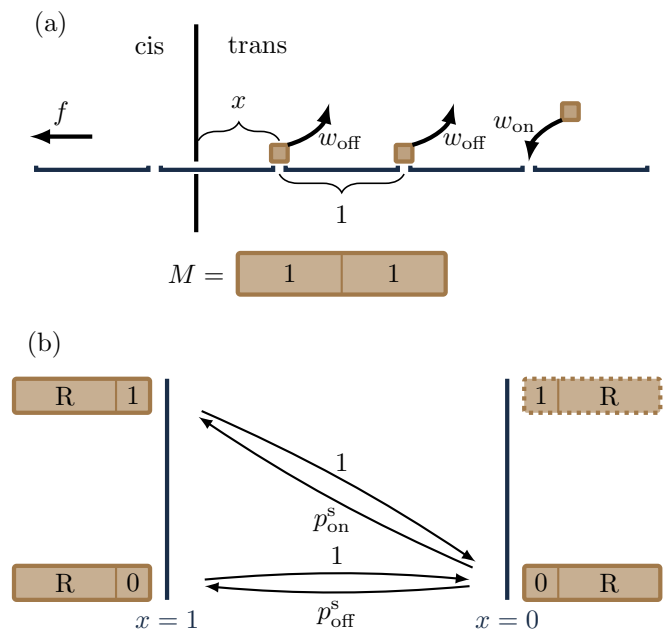 (a)
cis trans
f
x
w_off w_off w_on
1
M = 1 1
(b)
R 1 1 R
1
p^s_on
1
R 0 0 R
p^s_off
x = 1 x = 0